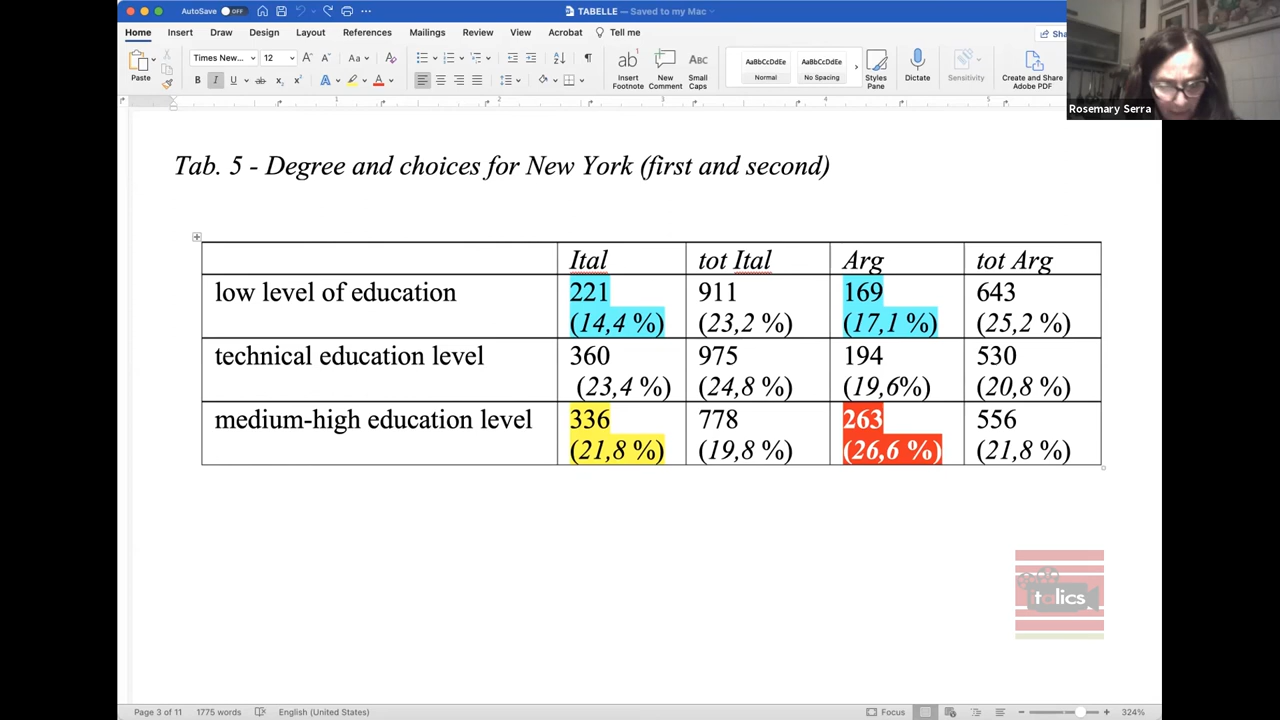 AutoSave OFF
TABELLE — Saved to my Mac
Home Insert Draw Design Layout References Mailings Review View Acrobat Tell me
Sha
Rosemary Serra
Times New... 12
Paste
Insert Footnote
New Comment
Small Caps
AaBbCcDdEe Normal
AaBbCcDdEe No Spacing
Styles Pane
Dictate
Sensitivity
Create and Share Adobe PDF
Tab. 5 - Degree and choices for New York (first and second)
Ital tot Ital Arg tot Arg
low level of education 221 911 169 643
(14,4 %) (23,2 %) (17,1 %) (25,2 %)
technical education level 360 975 194 530
(23,4 %) (24,8 %) (19,6%) (20,8 %)
medium-high education level 336 778 263 556
(21,8 %) (19,8 %) (26,6 %) (21,8 %)
italics
Page 3 of 11 1775 words English (United States) Focus 324%